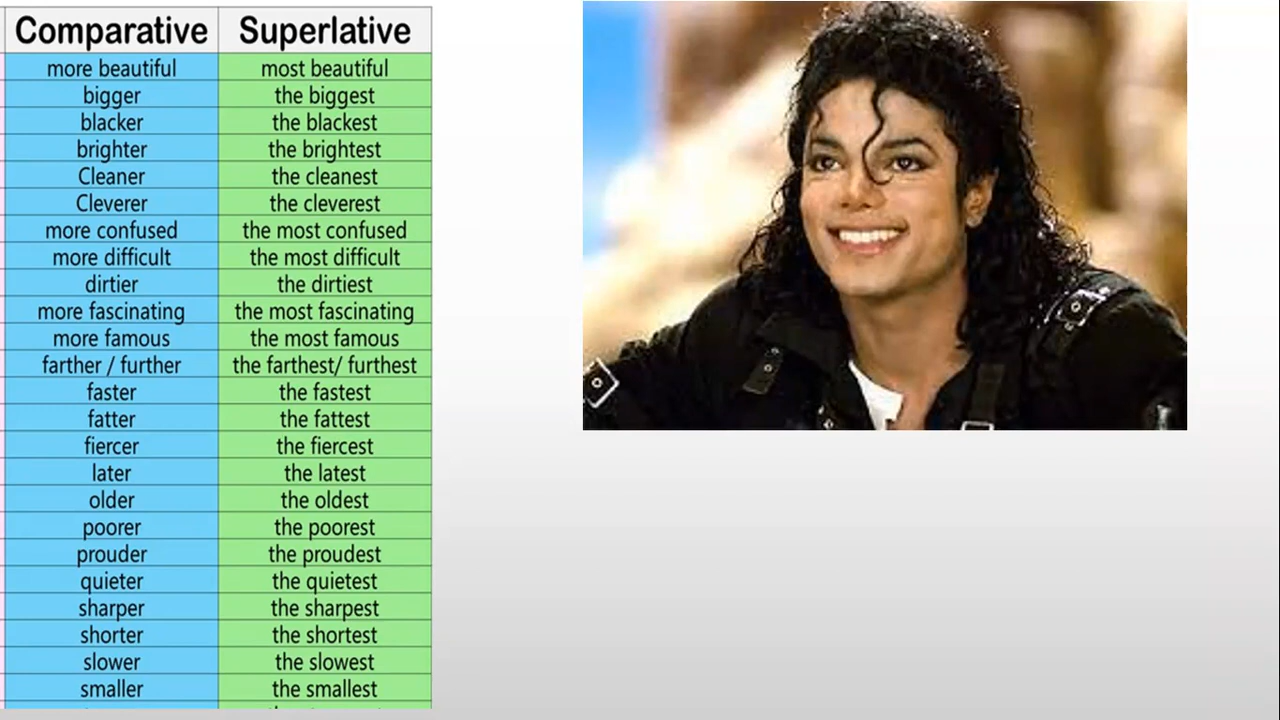 Comparative Superlative
more beautiful most beautiful
bigger the biggest
blacker the blackest
brighter the brightest
Cleaner the cleanest
Cleverer the cleverest
more confused the most confused
more difficult the most difficult
dirtier the dirtiest
more fascinating the most fascinating
more famous the most famous
farther / further the farthest/ furthest
faster the fastest
fatter the fattest
fiercer the fiercest
later the latest
older the oldest
poorer the poorest
prouder the proudest
quieter the quietest
sharper the sharpest
shorter the shortest
slower the slowest
smaller the smallest